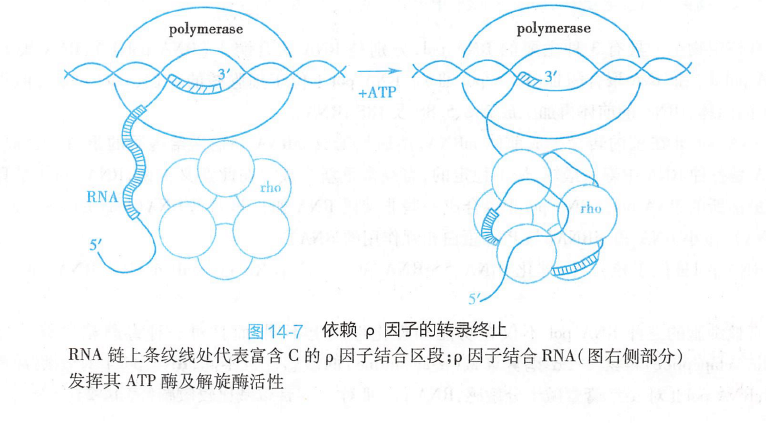 polymerase
3′
RNA
rho
5′
+ATP
polymerase
3′
rho
5′
图14-7 依赖 ρ 因子的转录终止
RNA 链上条纹线处代表富含 C 的 ρ 因子结合区段;ρ 因子结合 RNA(图右侧部分)
发挥其 ATP 酶及解旋酶活性